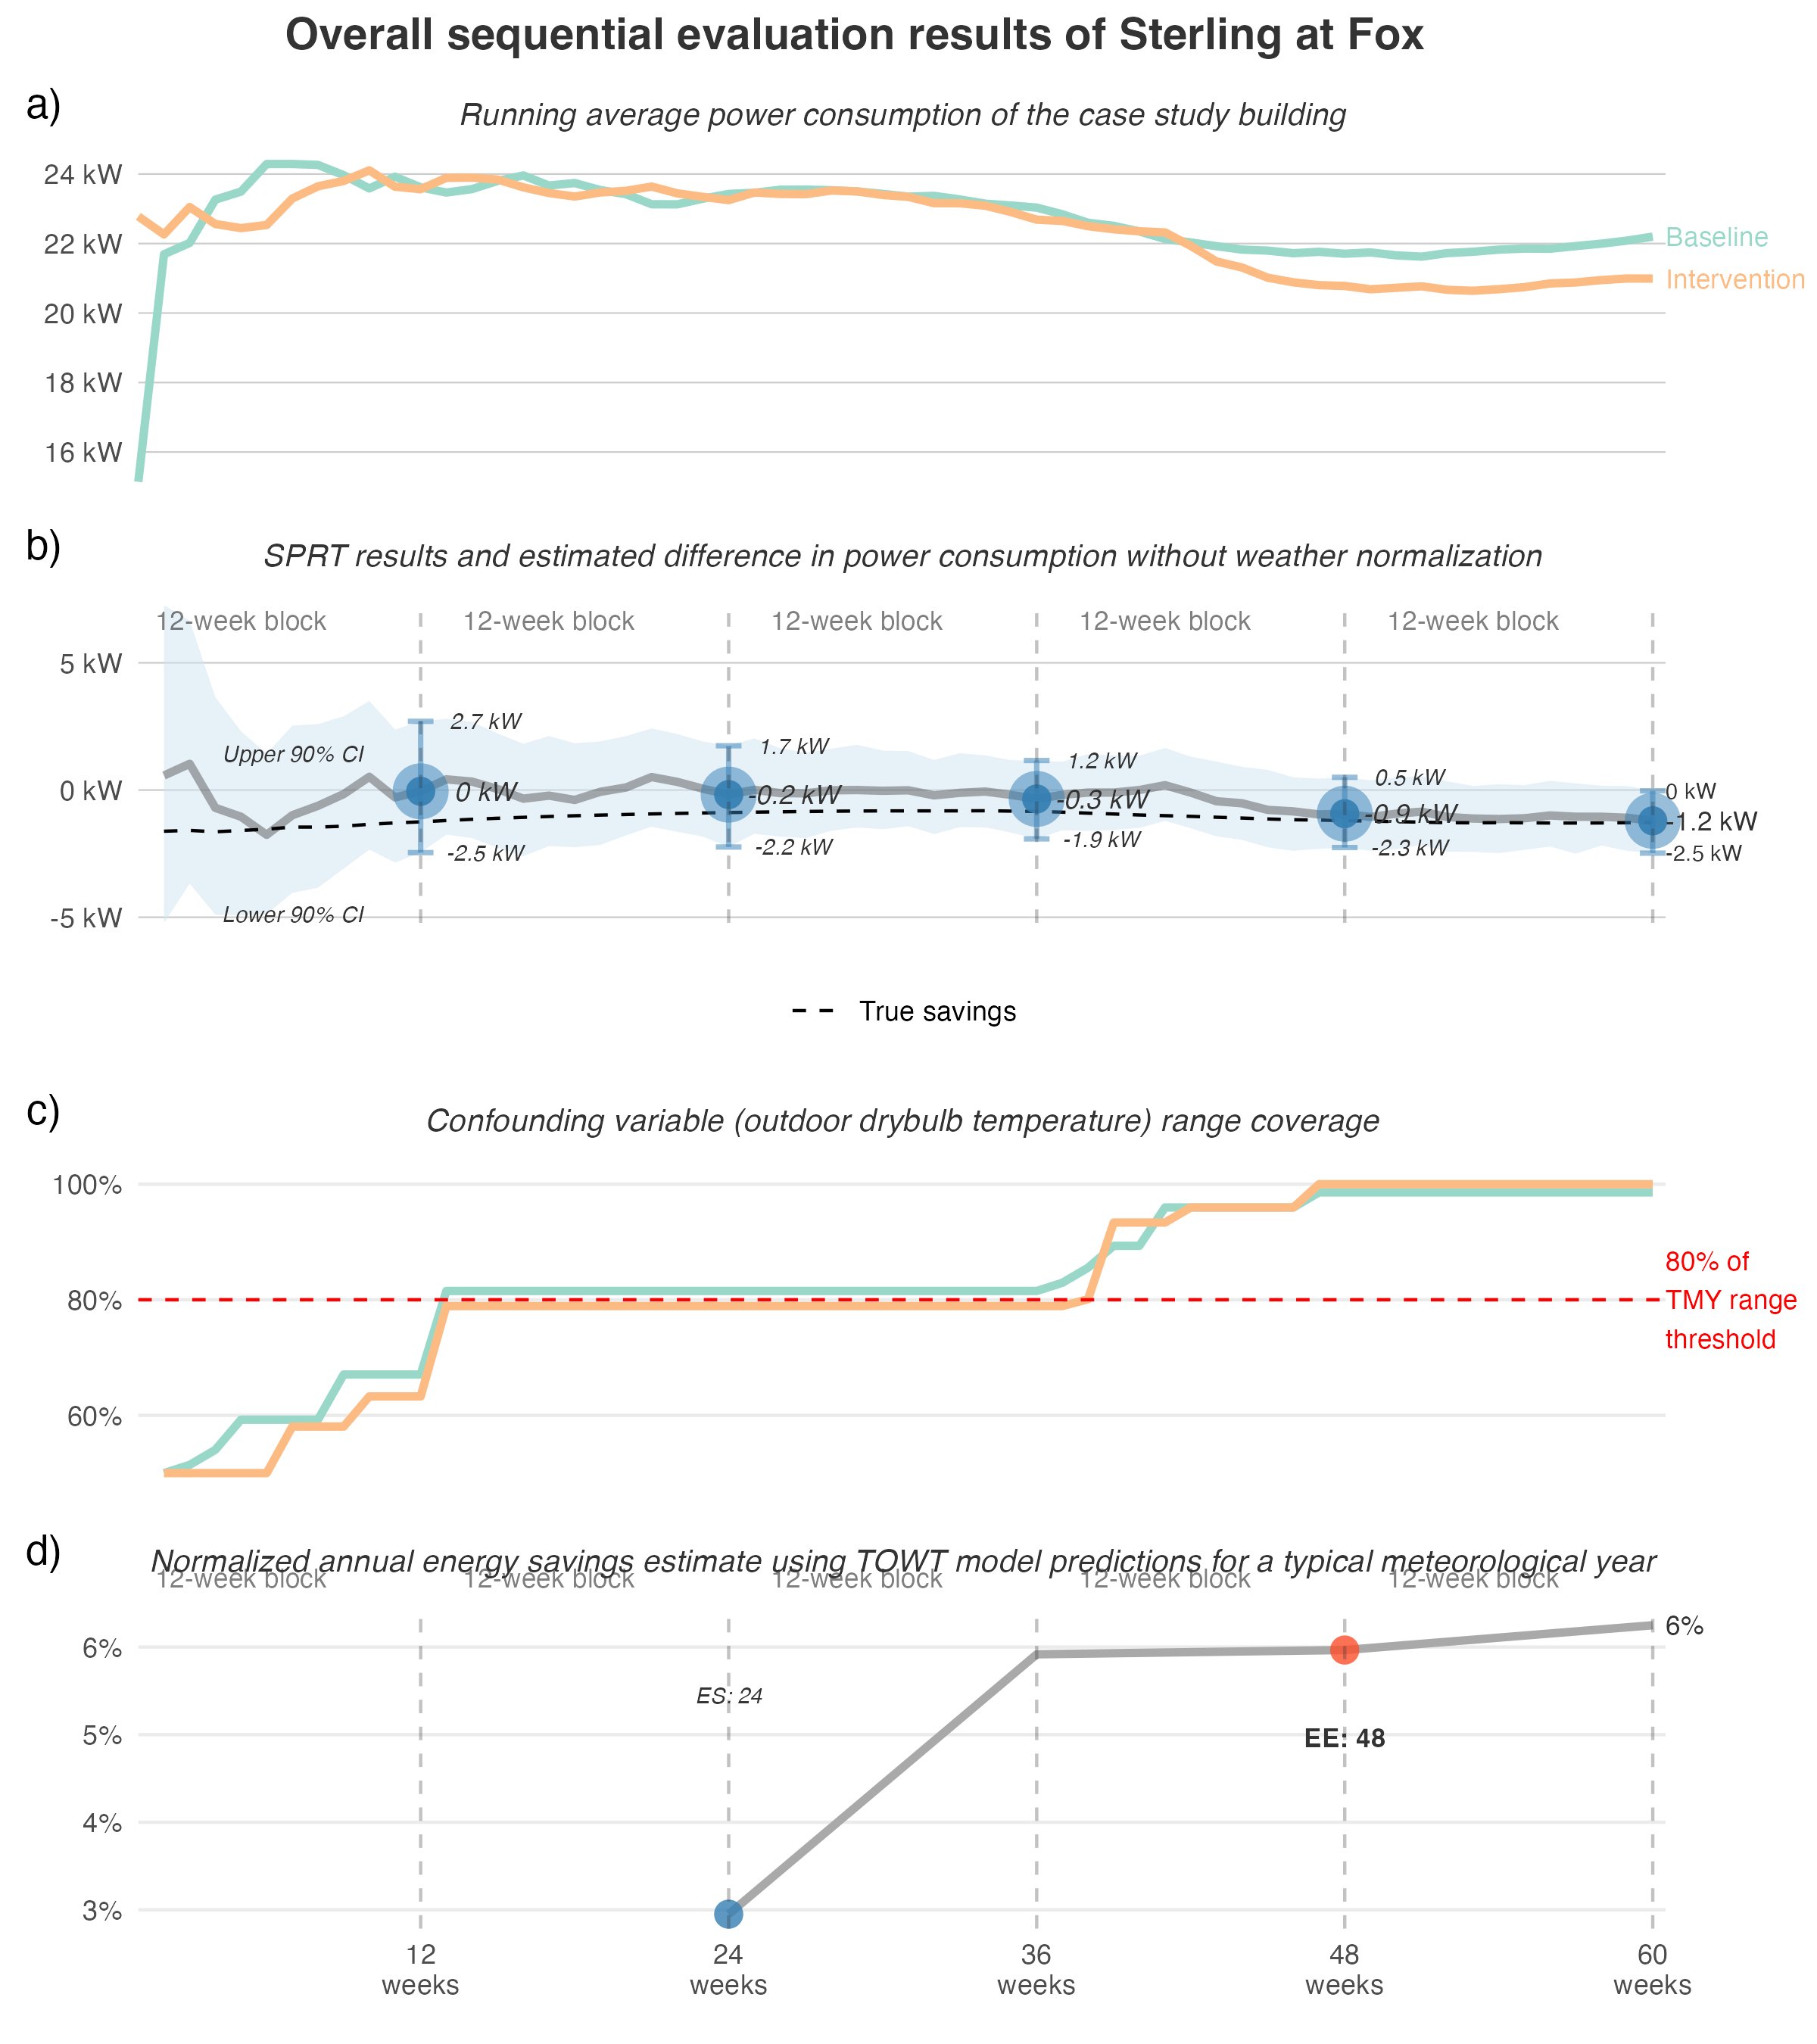 Overall sequential evaluation results of Sterling at Fox
a)
Running average power consumption of the case study building
24 kW
22 kW
20 kW
18 kW
16 kW
Baseline
Intervention
b)
SPRT results and estimated difference in power consumption without weather normalization
12-week block 12-week block 12-week block 12-week block 12-week block
5 kW
0 kW
-5 kW
Upper 90% CI
Lower 90% CI
2.7 kW
0 kW
-2.5 kW
1.7 kW
-0.2 kW
-2.2 kW
1.2 kW
-0.3 kW
-1.9 kW
0.5 kW
-0.9 kW
-2.3 kW
0 kW
-1.2 kW
-2.5 kW
True savings
c)
Confounding variable (outdoor drybulb temperature) range coverage
100%
80%
60%
80% of
TMY range
threshold
d)
Normalized annual energy savings estimate using TOWT model predictions for a typical meteorological year
12-week block 12-week block 12-week block 12-week block 12-week block
6%
5%
4%
3%
ES: 24
EE: 48
6%
12 24 36 48 60
weeks weeks weeks weeks weeks